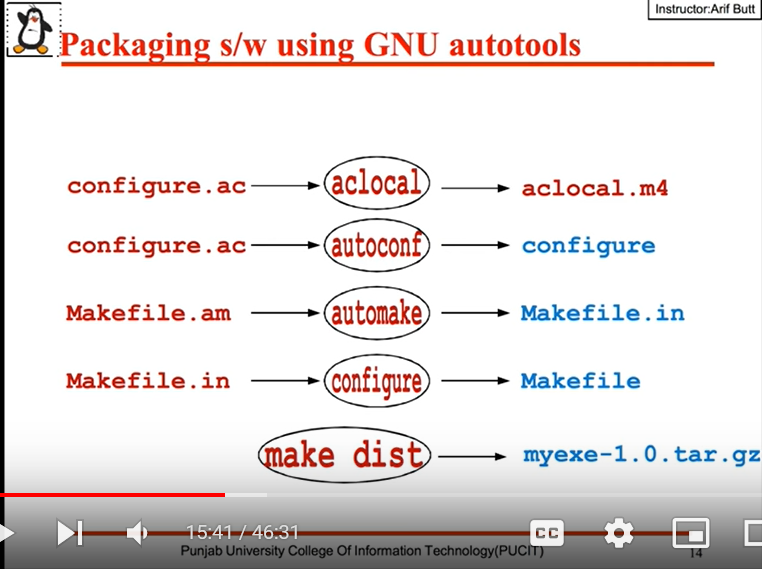 Instructor:Arif Butt
Packaging s/w using GNU autotools
configure.ac aclocal aclocal.m4
configure.ac autoconf configure
Makefile.am automake Makefile.in
Makefile.in configure Makefile
make dist myexe-1.0.tar.gz
15:41 / 46:31
CC
Punjab University College Of Information Technology(PUCIT) 14